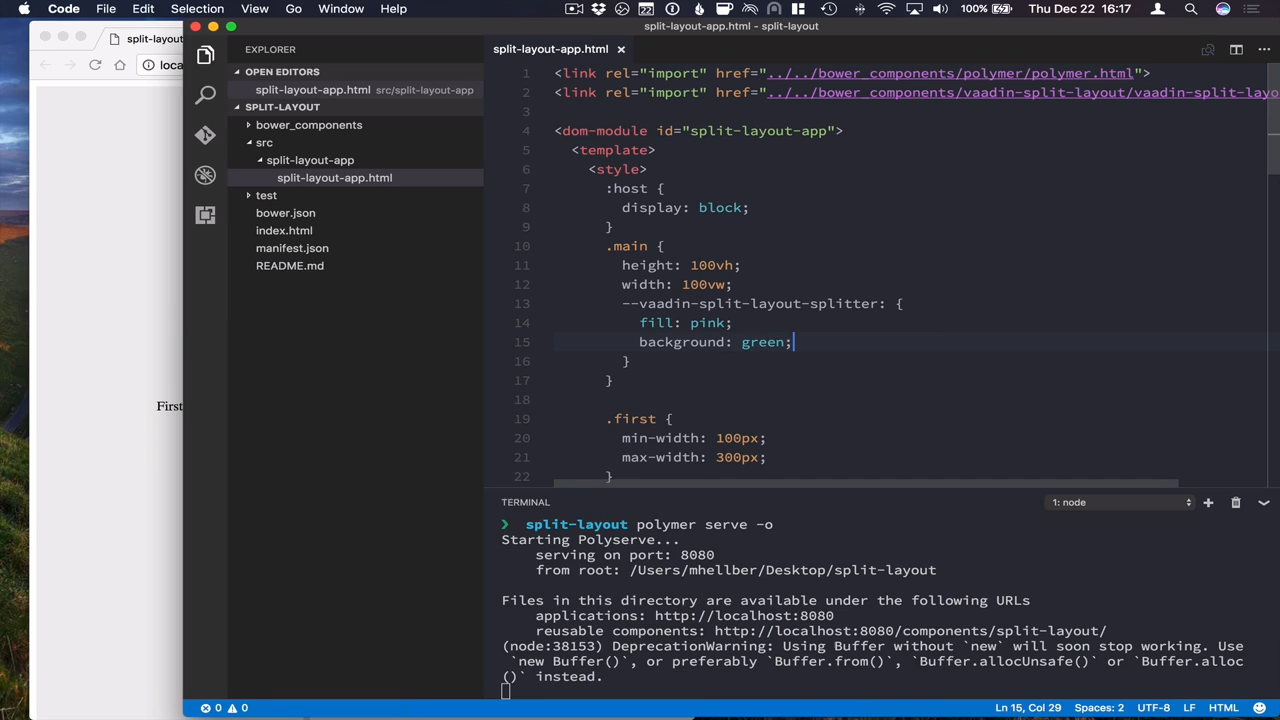 Code File Edit Selection View Go Window Help
100% Thu Dec 22 16:17
split-layout-app.html - split-layout
split-layout
EXPLORER
split-layout-app.html
OPEN EDITORS
split-layout-app.html src/split-layout-app
SPLIT-LAYOUT
bower_components
src
split-layout-app
split-layout-app.html
test
bower.json
index.html
manifest.json
README.md
loca
First
1 <link rel="import" href="../../bower_components/polymer/polymer.html">
2 <link rel="import" href="../../bower_components/vaadin-split-layout/vaadin-split-layo
3
4 <dom-module id="split-layout-app">
5 <template>
6 <style>
7 :host {
8 display: block;
9 }
10 .main {
11 height: 100vh;
12 width: 100vw;
13 --vaadin-split-layout-splitter: {
14 fill: pink;
15 background: green;
16 }
17 }
18
19 .first {
20 min-width: 100px;
21 max-width: 300px;
22 }
TERMINAL
1: node
❯ split-layout polymer serve -o
Starting Polyserve...
serving on port: 8080
from root: /Users/mhellber/Desktop/split-layout
Files in this directory are available under the following URLs
applications: http://localhost:8080
reusable components: http://localhost:8080/components/split-layout/
(node:38153) DeprecationWarning: Using Buffer without `new` will soon stop working. Use
`new Buffer()`, or preferably `Buffer.from()`, `Buffer.allocUnsafe()` or `Buffer.alloc
()` instead.
0 0
Ln 15, Col 29 Spaces: 2 UTF-8 LF HTML